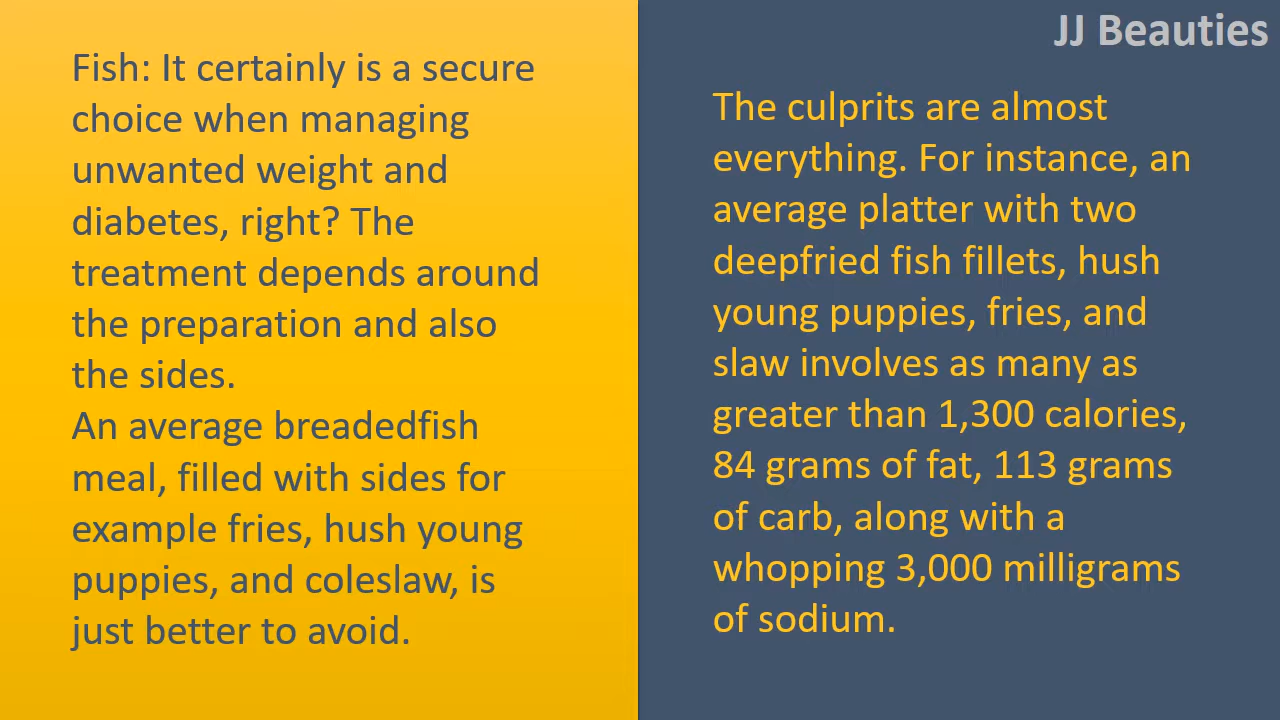 Fish: It certainly is a secure
choice when managing
unwanted weight and
diabetes, right? The
treatment depends around
the preparation and also
the sides.
An average breadedfish
meal, filled with sides for
example fries, hush young
puppies, and coleslaw, is
just better to avoid.
JJ Beauties
The culprits are almost
everything. For instance, an
average platter with two
deepfried fish fillets, hush
young puppies, fries, and
slaw involves as many as
greater than 1,300 calories,
84 grams of fat, 113 grams
of carb, along with a
whopping 3,000 milligrams
of sodium.